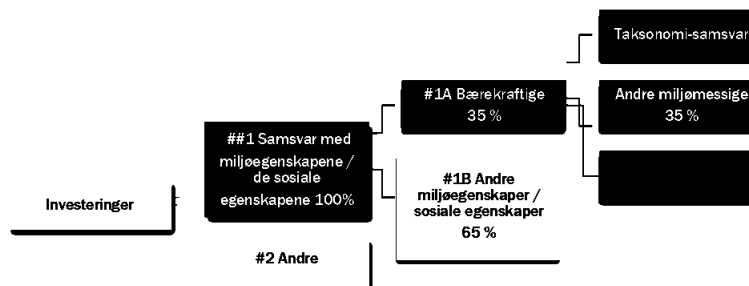 Investeringer
##1 Samsvar med
miljøegenskapene /
de sosiale
egenskapene 100%
#2 Andre
#1A Bærekraftige
35 %
#1B Andre
miljøegenskaper /
sosiale egenskaper
65 %
Taksonomi-samsvar
Andre miljømessige
35 %